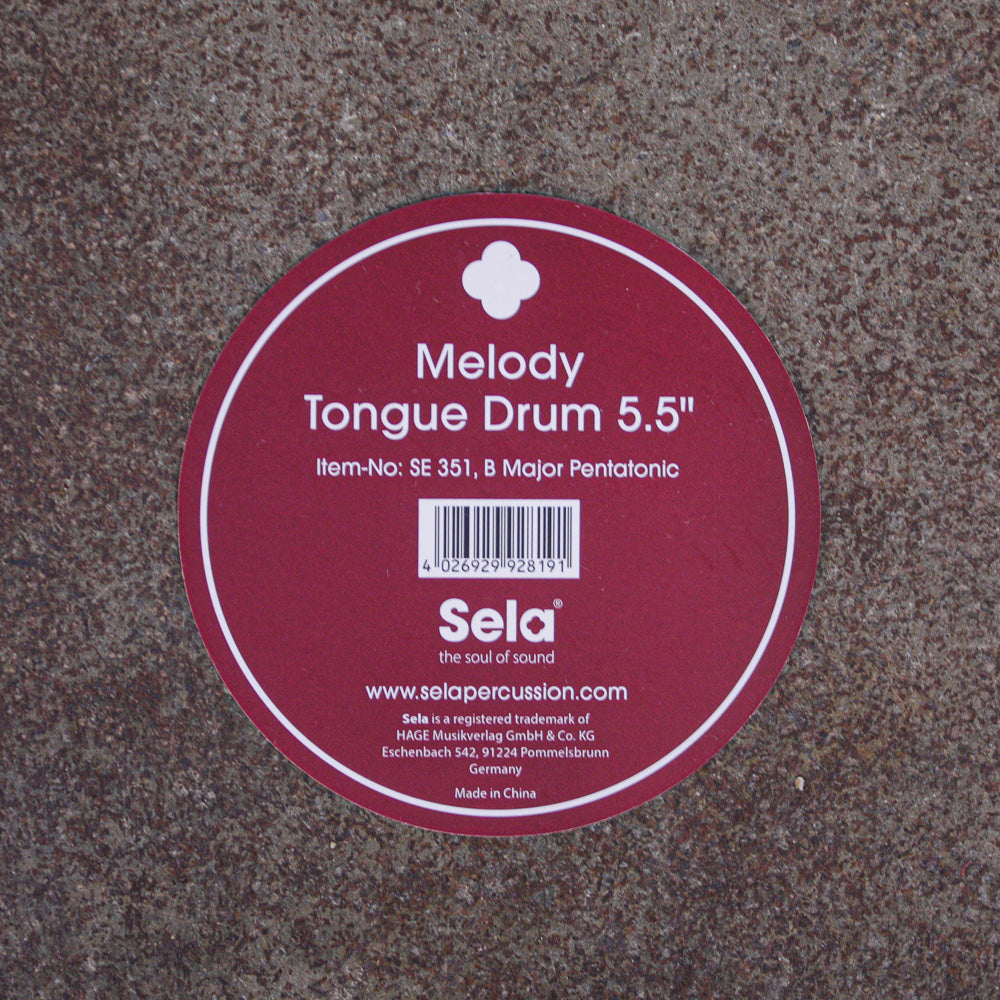 Melody
Tongue Drum 5.5"
Item-No: SE 351, B Major Pentatonic
4 026929 928191
Sela®
the soul of sound
www.selapercussion.com
Sela is a registered trademark of
HAGE Musikverlag GmbH & Co. KG
Eschenbach 542, 91224 Pommelsbrunn
Germany
Made in China